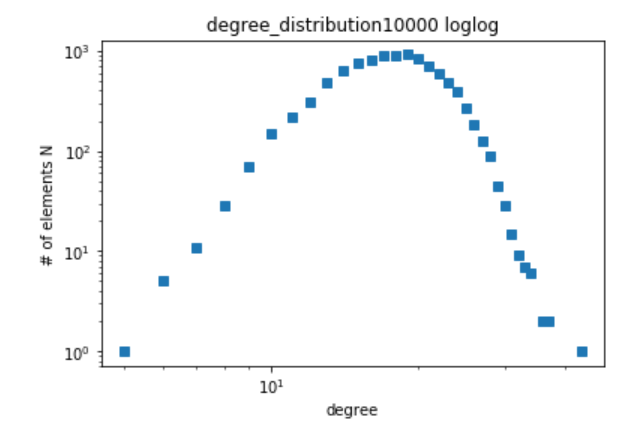 degree_distribution10000 loglog
10³
10²
10¹
10⁰
# of elements N
10¹
degree